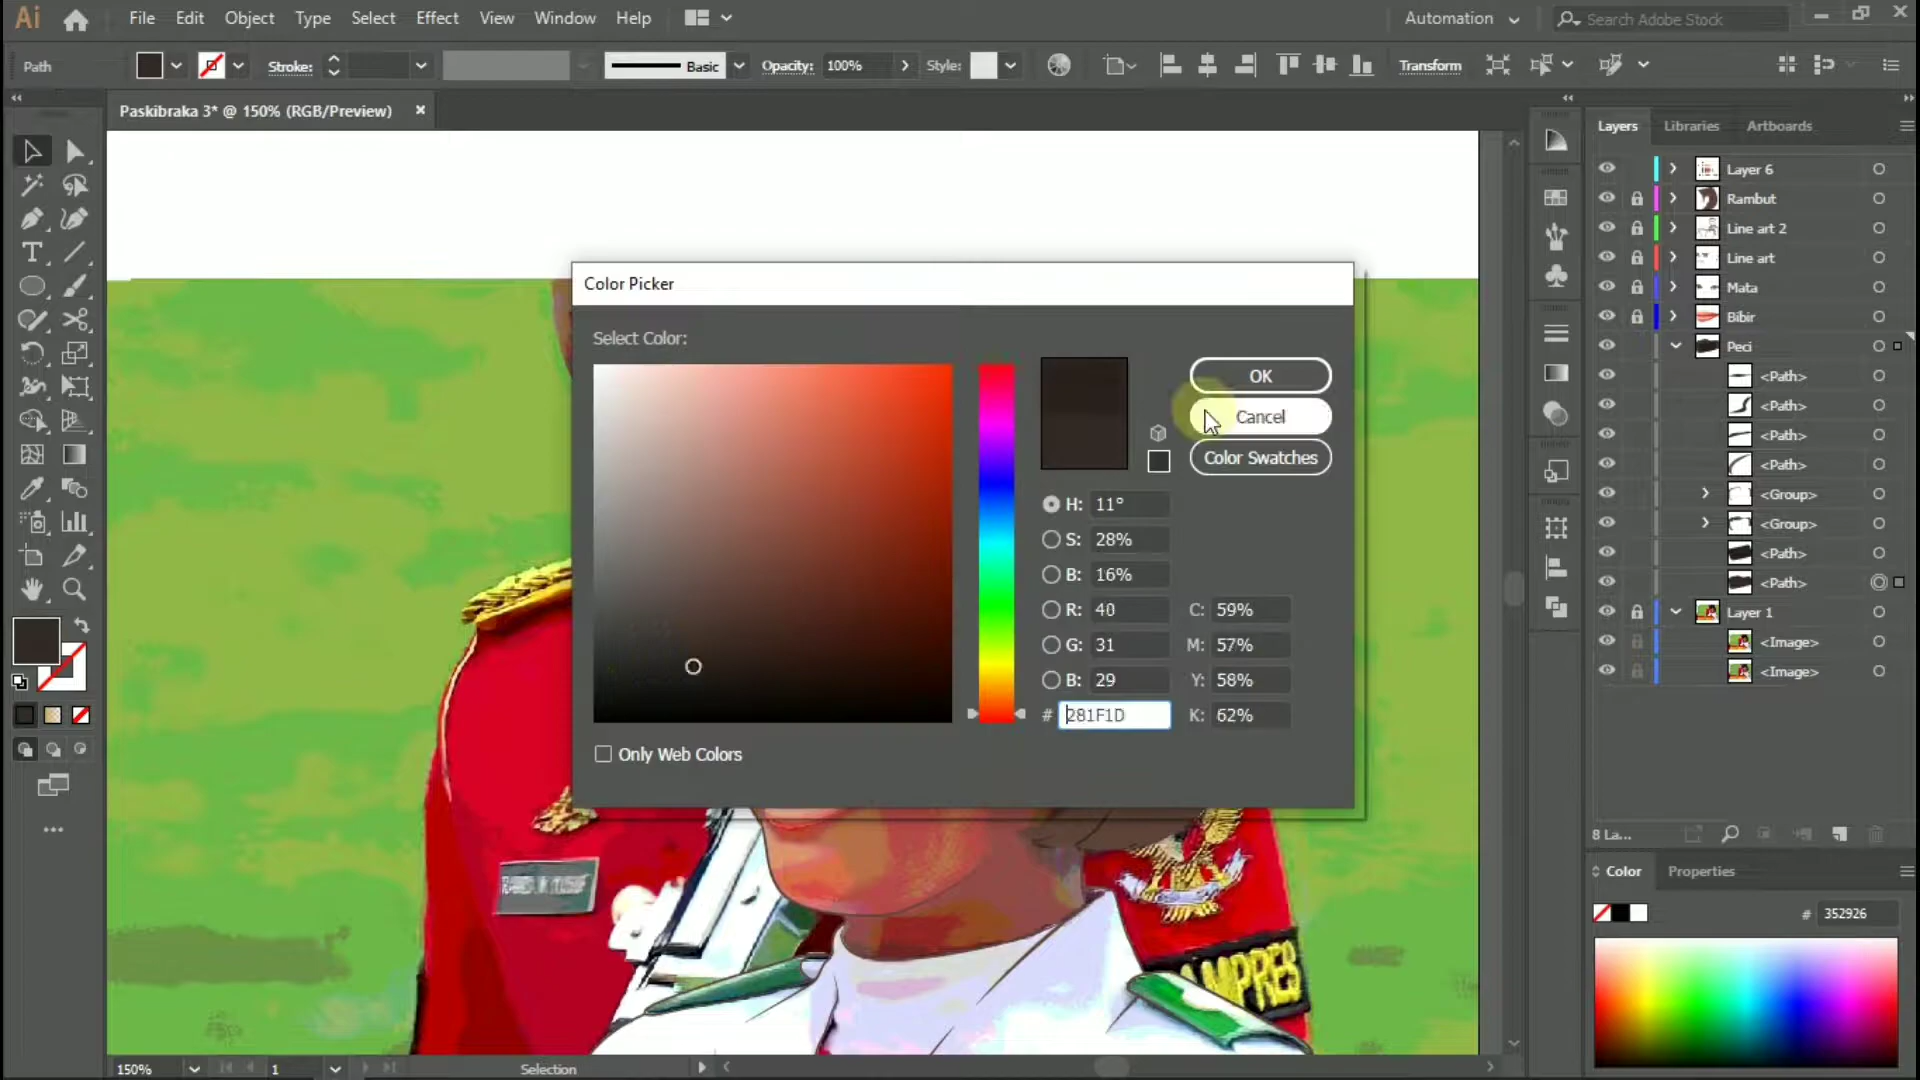 Ai File Edit Object Type Select Effect View Window Help Automation Search Adobe Stock
Path Stroke: Basic Opacity: 100% Style: Transform
Paskibraka 3* @ 150% (RGB/Preview) ×
Layers Libraries Artboards
Layer 6
Rambut
Line art 2
Line art
Mata
Bibir
Peci
<Path>
<Path>
<Path>
<Path>
<Group>
<Group>
<Path>
<Path>
Layer 1
<Image>
<Image>
8 La...
Color Properties
# 352926
Color Picker
Select Color:
OK
Cancel
Color Swatches
H: 11°
S: 28%
B: 16%
R: 40 C: 59%
G: 31 M: 57%
B: 29 Y: 58%
# 281F1D K: 62%
Only Web Colors
AMPRES
150% 1 Selection